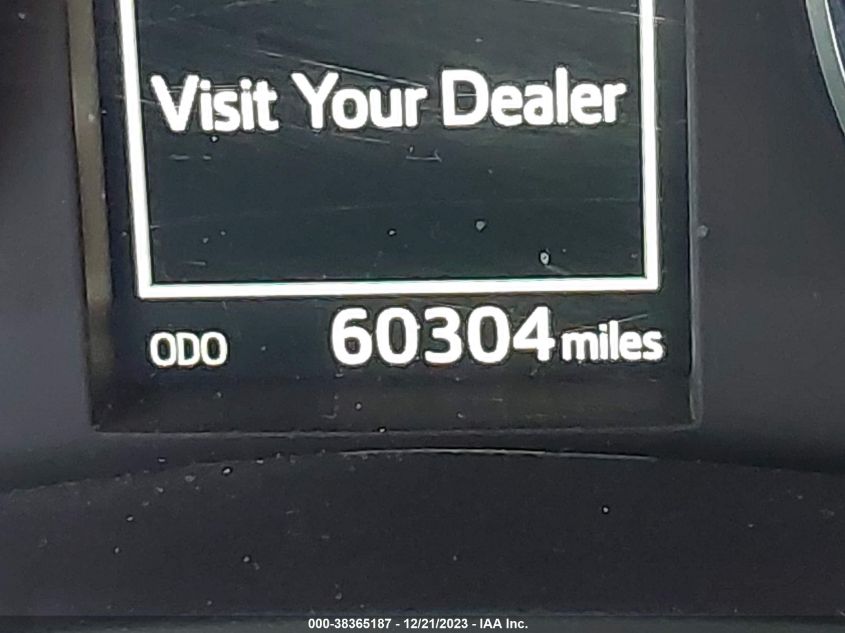 Visit Your Dealer
ODO 60304 miles
000-38365187 - 12/21/2023 - IAA Inc.